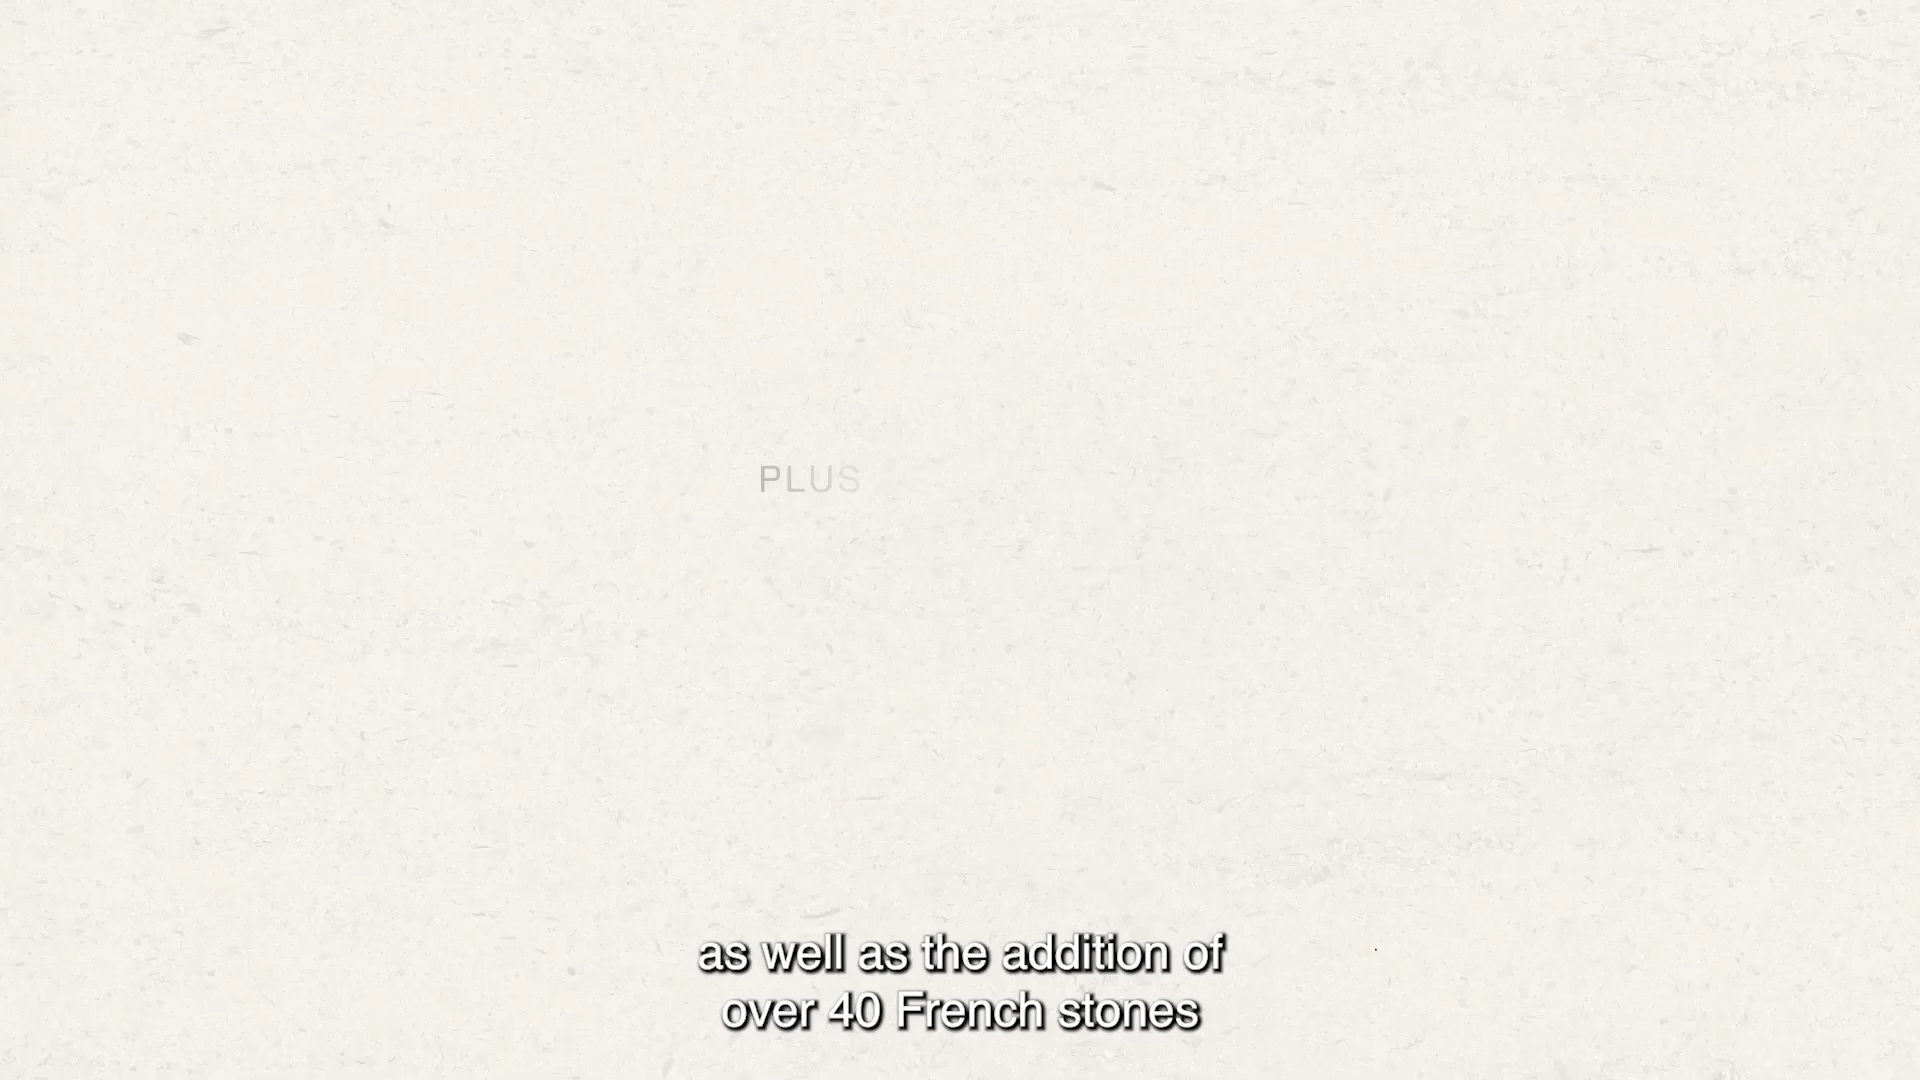 PLUS
as well as the addition of
over 40 French stones